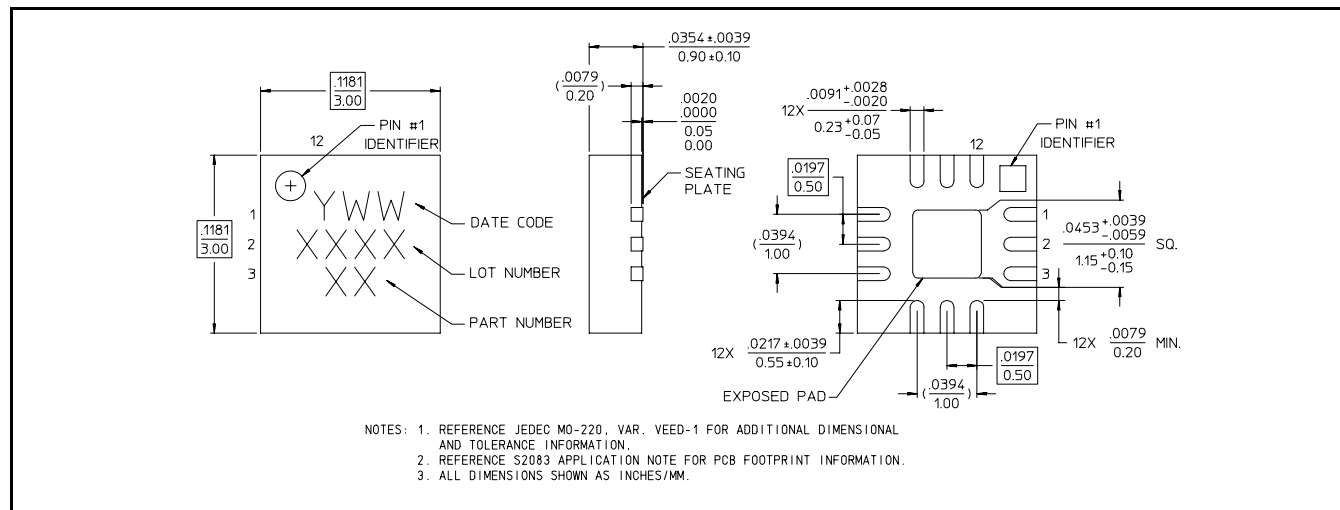 .1181
3.00
12
PIN #1
IDENTIFIER
.1181
3.00
1
2
3
YWW
XXXX
XX
DATE CODE
LOT NUMBER
PART NUMBER
.0354±.0039
0.90±0.10
(.0079
0.20)
.0020
.0000
0.05
0.00
SEATING
PLATE
12X .0091 +.0028 -.0020
0.23 +0.07 -0.05
12
PIN #1
IDENTIFIER
.0197
0.50
(.0394
1.00)
1
2
3
.0453 +.0039 -.0059
1.15 +0.10 -0.15 SQ.
12X .0217±.0039
0.55±0.10
12X .0079
0.20 MIN.
.0197
0.50
(.0394
1.00)
EXPOSED PAD
NOTES: 1. REFERENCE JEDEC MO-220, VAR. VEED-1 FOR ADDITIONAL DIMENSIONAL
AND TOLERANCE INFORMATION.
2. REFERENCE S2083 APPLICATION NOTE FOR PCB FOOTPRINT INFORMATION.
3. ALL DIMENSIONS SHOWN AS INCHES/MM.